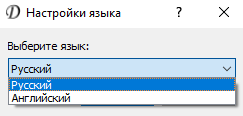 Настройки языка
Выберите язык:
Русский
Русский
Английский